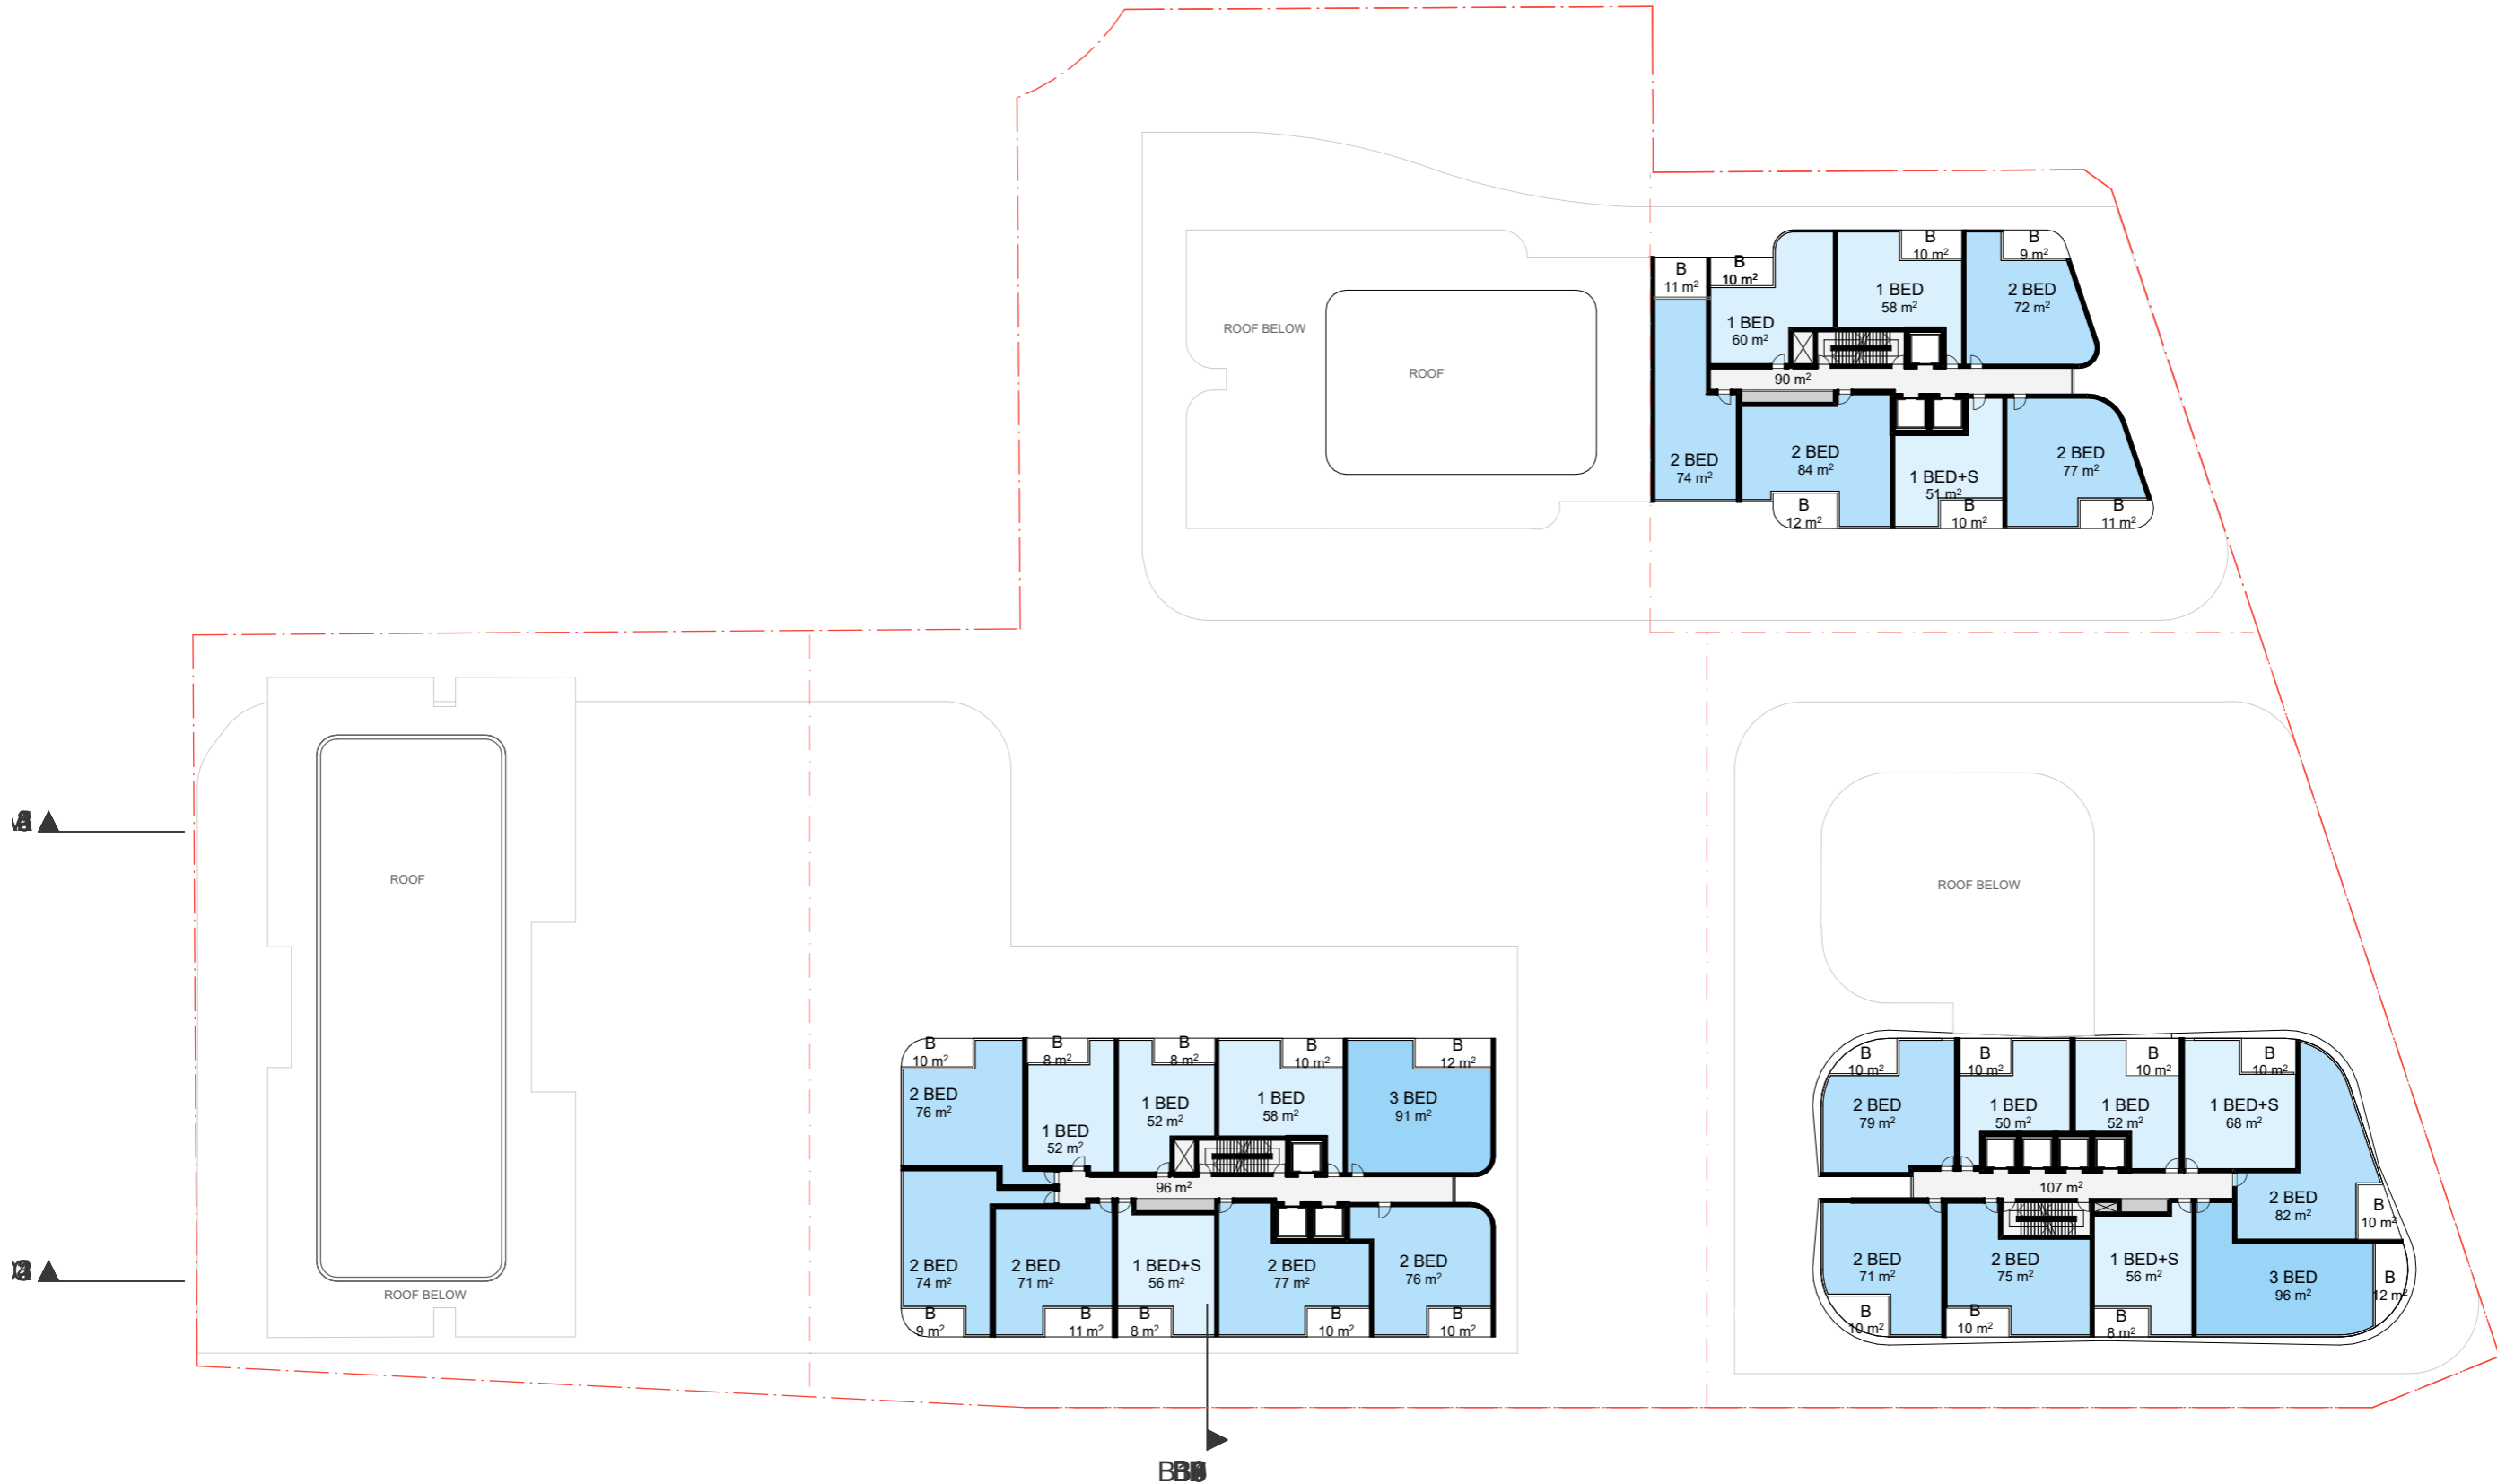 B
10 m²
B
9 m²
B
11 m²
B
10 m²
1 BED
58 m²
2 BED
72 m²
1 BED
60 m²
ROOF BELOW
ROOF
90 m²
2 BED
74 m²
2 BED
84 m²
1 BED+S
51 m²
2 BED
77 m²
B
12 m²
B
10 m²
B
11 m²
ROOF
ROOF BELOW
ROOF BELOW
B
10 m²
B
8 m²
B
8 m²
B
10 m²
B
12 m²
2 BED
76 m²
1 BED
52 m²
1 BED
52 m²
1 BED
58 m²
3 BED
91 m²
96 m²
2 BED
74 m²
2 BED
71 m²
1 BED+S
56 m²
2 BED
77 m²
2 BED
76 m²
B
9 m²
B
11 m²
B
8 m²
B
10 m²
B
10 m²
B
10 m²
B
10 m²
B
10 m²
B
10 m²
2 BED
79 m²
1 BED
50 m²
1 BED
52 m²
1 BED+S
68 m²
107 m²
2 BED
82 m²
B
10 m²
2 BED
71 m²
2 BED
75 m²
1 BED+S
56 m²
3 BED
96 m²
B
12 m²
B
10 m²
B
10 m²
B
8 m²